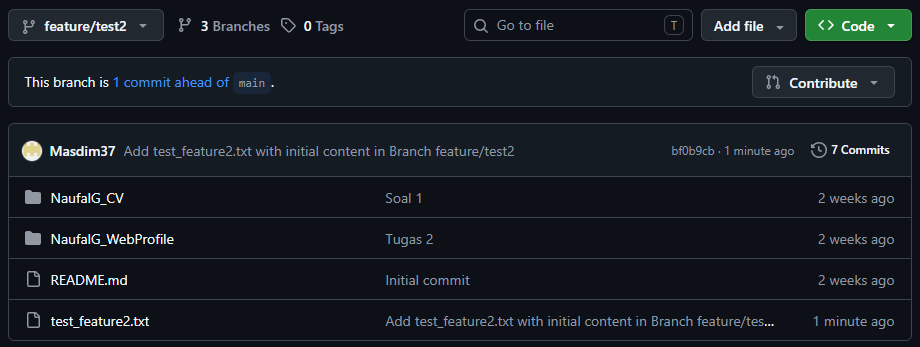 feature/test2 3 Branches 0 Tags Go to file T Add file Code
This branch is 1 commit ahead of main . Contribute
Masdim37 Add test_feature2.txt with initial content in Branch feature/test2 bf0b9cb · 1 minute ago 7 Commits
NaufalG_CV Soal 1 2 weeks ago
NaufalG_WebProfile Tugas 2 2 weeks ago
README.md Initial commit 2 weeks ago
test_feature2.txt Add test_feature2.txt with initial content in Branch feature/tes... 1 minute ago